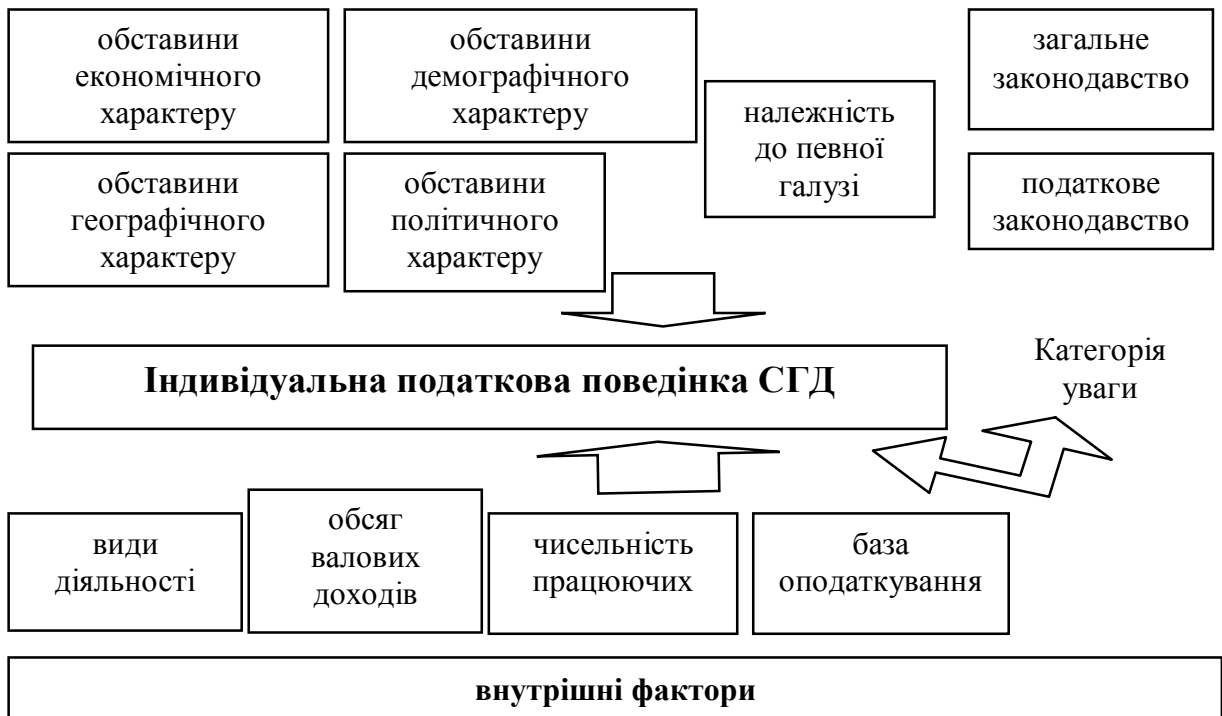 обставини
економічного
характеру
обставини
демографічного
характеру
належність
до певної
галузі
загальне
законодавство
обставини
географічного
характеру
обставини
політичного
характеру
податкове
законодавство
Індивідуальна податкова поведінка СГД
Категорія
уваги
види
діяльності
обсяг
валових
доходів
чисельність
працюючих
база
оподаткування
внутрішні фактори